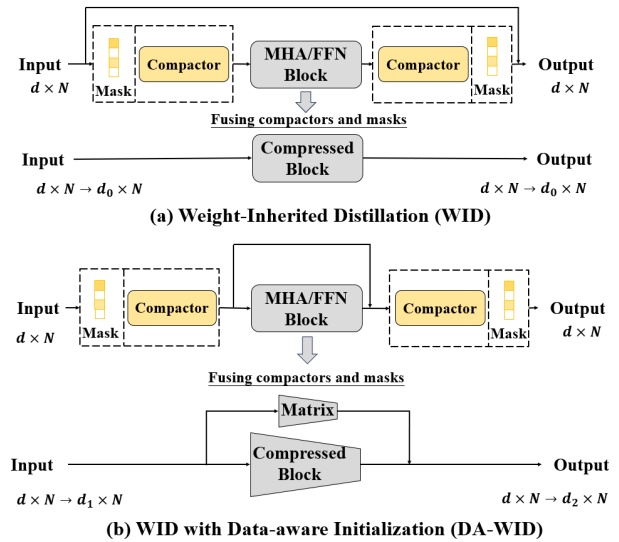 Input
d × N
Mask
Compactor
MHA/FFN
Block
Compactor
Mask
Output
d × N
Fusing compactors and masks
Input
d × N → d₀ × N
Compressed
Block
Output
d × N → d₀ × N
(a) Weight-Inherited Distillation (WID)
Input
d × N
Mask
Compactor
MHA/FFN
Block
Compactor
Mask
Output
d × N
Fusing compactors and masks
Matrix
Input
d × N → d₁ × N
Compressed
Block
Output
d × N → d₂ × N
(b) WID with Data-aware Initialization (DA-WID)